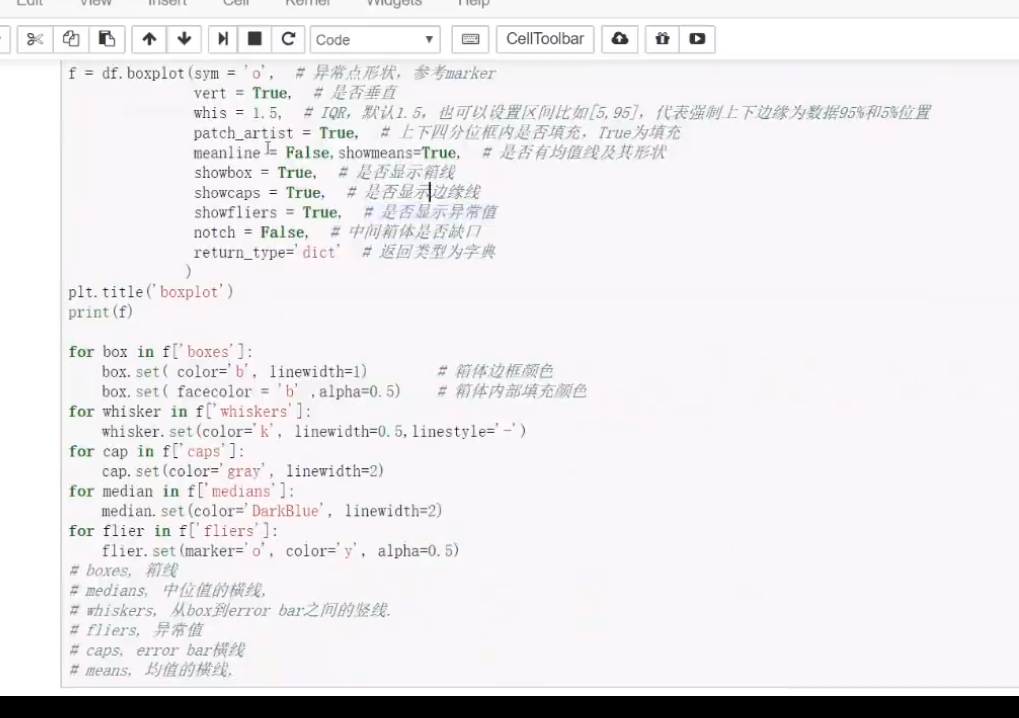 Edit View Insert Cell Kernel Widgets Help
Code CellToolbar
f = df.boxplot(sym = 'o', # 异常点形状，参考marker
vert = True, # 是否垂直
whis = 1.5, # IQR，默认1.5，也可以设置区间比如[5,95]，代表强制上下边缘为数据95%和5%位置
patch_artist = True, # 上下四分位框内是否填充，True为填充
meanline = False,showmeans=True, # 是否有均值线及其形状
showbox = True, # 是否显示箱线
showcaps = True, # 是否显示边缘线
showfliers = True, # 是否显示异常值
notch = False, # 中间箱体是否缺口
return_type='dict' # 返回类型为字典
)
plt.title('boxplot')
print(f)
for box in f['boxes']:
box.set( color='b', linewidth=1) # 箱体边框颜色
box.set( facecolor = 'b' ,alpha=0.5) # 箱体内部填充颜色
for whisker in f['whiskers']:
whisker.set(color='k', linewidth=0.5,linestyle='-')
for cap in f['caps']:
cap.set(color='gray', linewidth=2)
for median in f['medians']:
median.set(color='DarkBlue', linewidth=2)
for flier in f['fliers']:
flier.set(marker='o', color='y', alpha=0.5)
# boxes, 箱线
# medians, 中位值的横线,
# whiskers, 从box到error bar之间的竖线.
# fliers, 异常值
# caps, error bar横线
# means, 均值的横线,